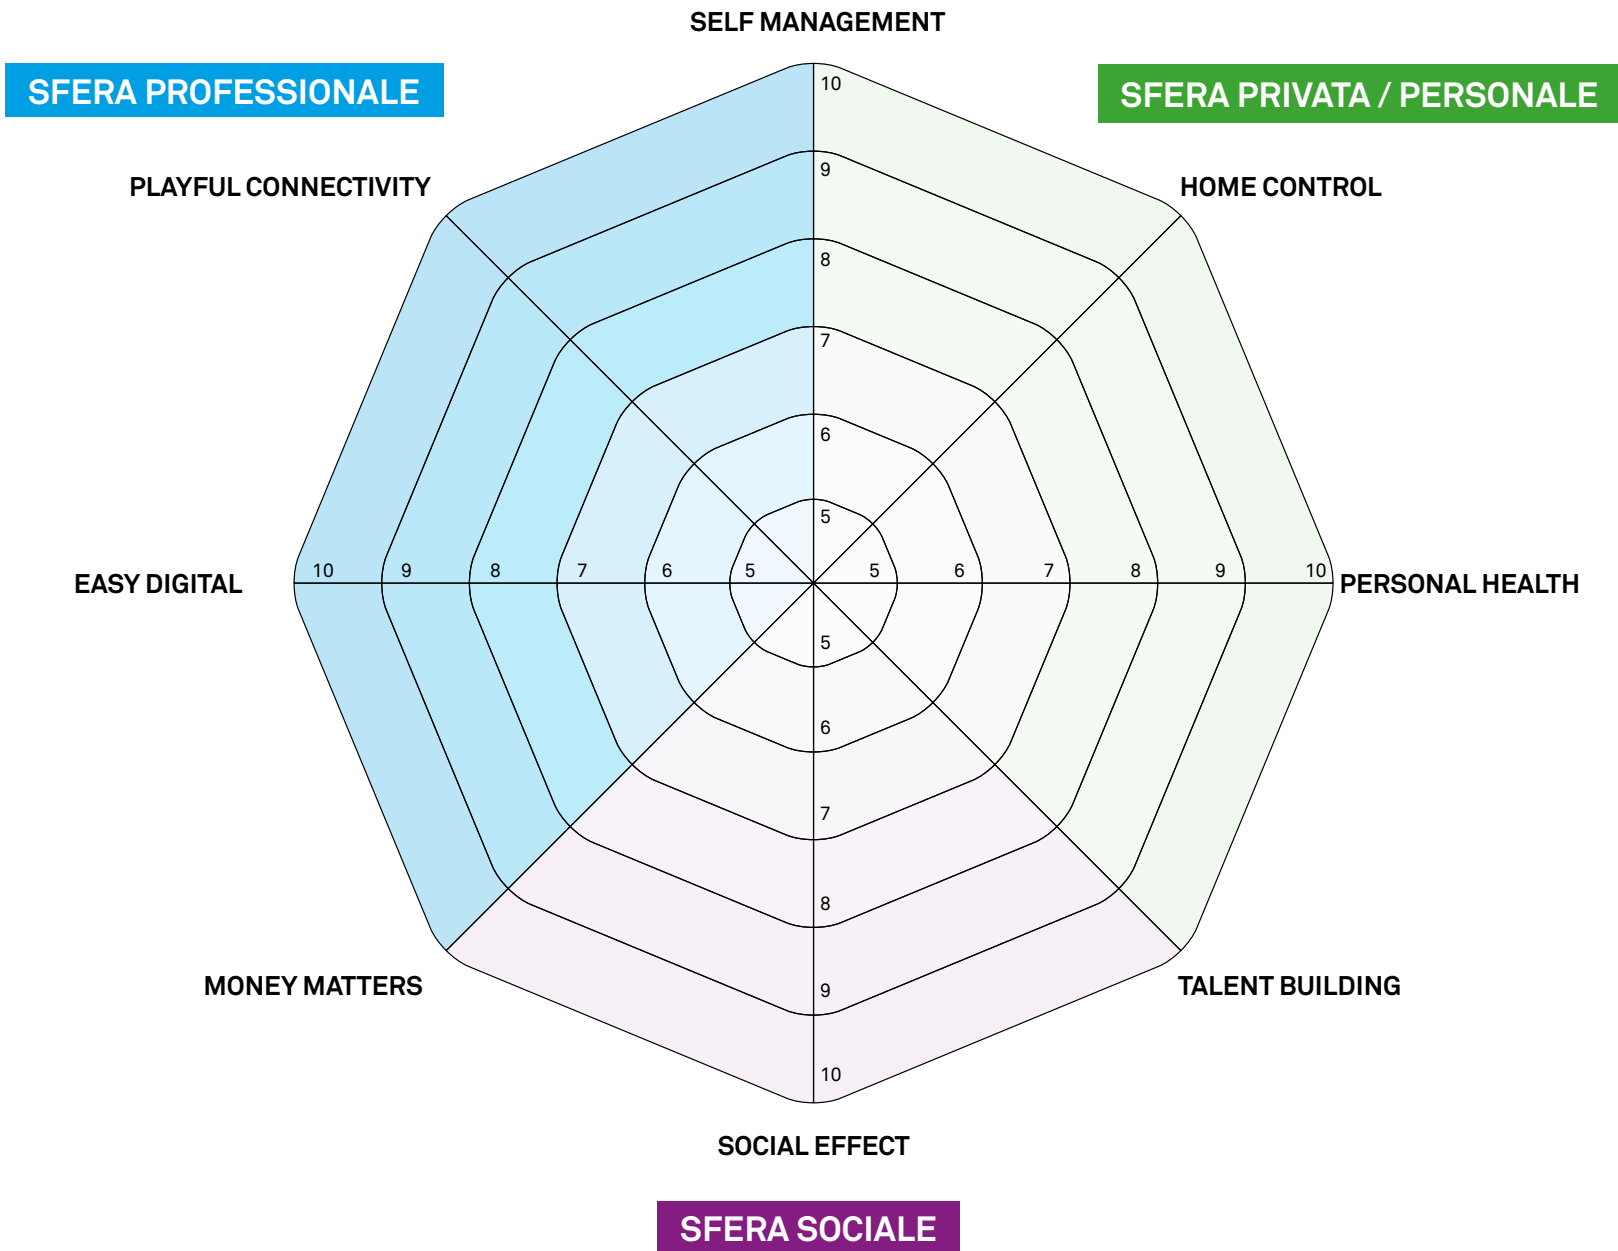 SELF MANAGEMENT
SFERA PROFESSIONALE
SFERA PRIVATA / PERSONALE
10
PLAYFUL CONNECTIVITY
9
HOME CONTROL
8
7
6
5
EASY DIGITAL
10 9 8 7 6 5 5 6 7 8 9 10
PERSONAL HEALTH
5
6
7
8
9
MONEY MATTERS
TALENT BUILDING
10
SOCIAL EFFECT
SFERA SOCIALE